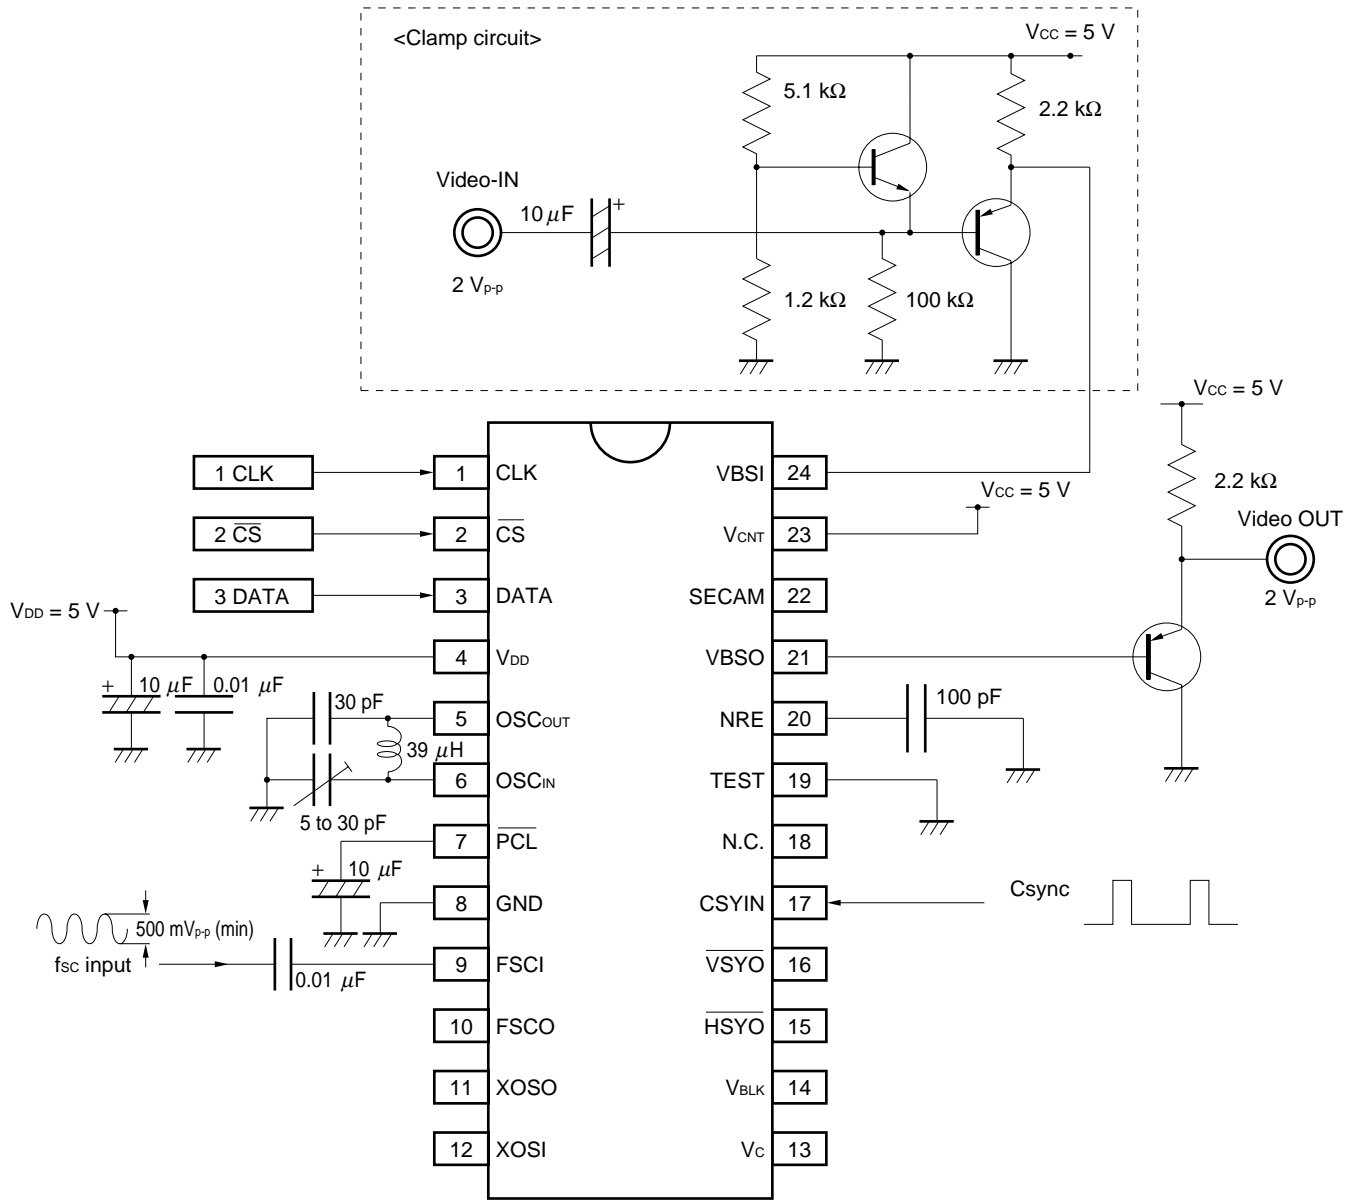 <Clamp circuit>
VCC = 5 V
5.1 kΩ
2.2 kΩ
Video-IN
10 μF
+
2 Vp-p
1.2 kΩ
100 kΩ
VCC = 5 V
2.2 kΩ
Video OUT
2 Vp-p
1 CLK
1
CLK
2 C̅S̅
2
C̅S̅
3 DATA
3
DATA
VDD = 5 V
4
VDD
+
10 μF
0.01 μF
30 pF
5
OSCOUT
39 μH
6
OSCIN
5 to 30 pF
7
P̅C̅L̅
+
10 μF
8
GND
500 mVp-p (min)
fSC input
0.01 μF
9
FSCI
10
FSCO
11
XOSO
12
XOSI
VBSI
24
VCC = 5 V
VCNT
23
SECAM
22
VBSO
21
NRE
20
100 pF
TEST
19
N.C.
18
CSYIN
17
Csync
V̅S̅Y̅O̅
16
H̅S̅Y̅O̅
15
VBLK
14
VC
13